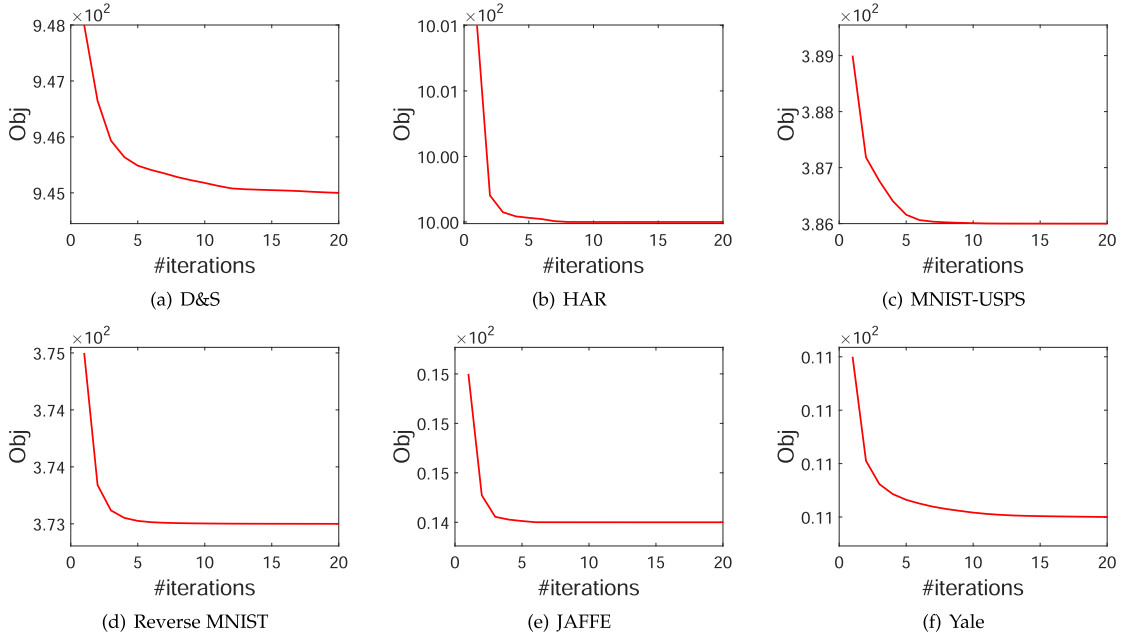 ×10²
9.48
9.47
9.46
9.45
Obj
0 5 10 15 20
#iterations
(a) D&S
×10²
10.01
10.01
10.00
10.00
Obj
0 5 10 15 20
#iterations
(b) HAR
×10²
3.89
3.88
3.87
3.86
Obj
0 5 10 15 20
#iterations
(c) MNIST-USPS
×10²
3.75
3.74
3.74
3.73
Obj
0 5 10 15 20
#iterations
(d) Reverse MNIST
×10²
0.15
0.15
0.15
0.14
Obj
0 5 10 15 20
#iterations
(e) JAFFE
×10²
0.11
0.11
0.11
0.11
Obj
0 5 10 15 20
#iterations
(f) Yale